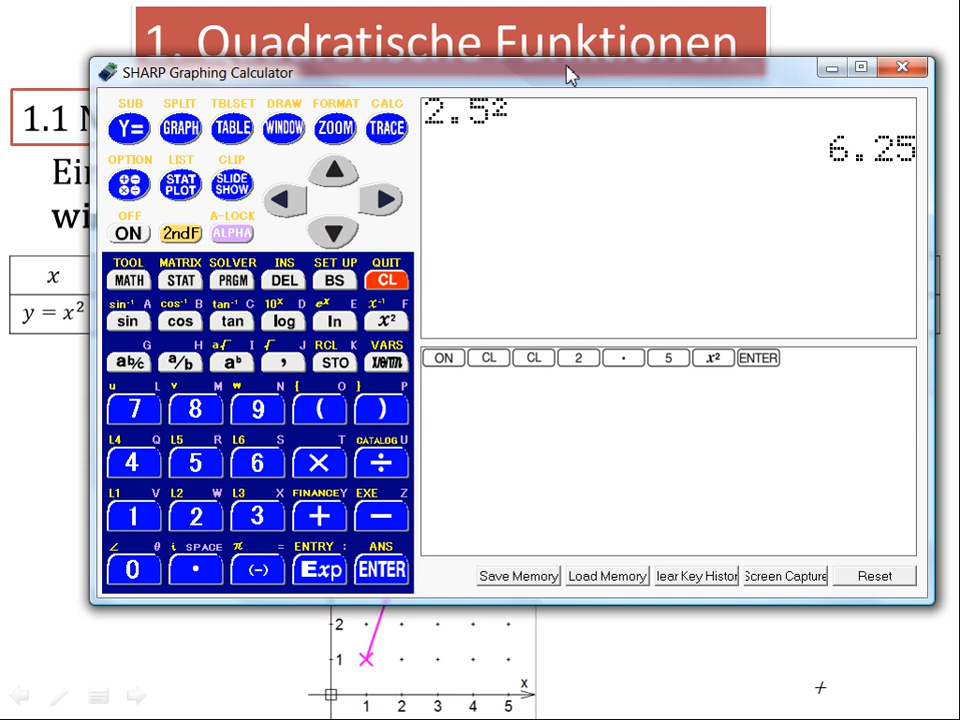 1. Quadratische Funktionen
SHARP Graphing Calculator
1.1
Ein
x
y = x²
SUB SPLIT TBLSET DRAW FORMAT CALC
Y= GRAPH TABLE WINDOW ZOOM TRACE
OPTION LIST CLIP
STAT PLOT SLIDE SHOW
OFF A-LOCK
ON 2ndF ALPHA
TOOL MATRIX SOLVER INS SET UP QUIT
MATH STAT PRGM DEL BS CL
sin⁻¹ A cos⁻¹ B tan⁻¹ C 10ˣ D eˣ E x⁻¹ F
sin cos tan log ln x²
G H a√ I √ J RCL K VARS
ab/c a/b aᵇ , STO X/θ/T/n
u L v M w N { O } P
7 8 9 ( )
L4 Q L5 R L6 S T CATALOG U
4 5 6 × ÷
L1 V L2 W L3 X FINANCE Y EXE Z
1 2 3 + −
∠ θ i SPACE π = ENTRY : ANS
0 • (−) Exp ENTER
2.5²
6.25
ON CL CL 2 • 5 x² ENTER
Save Memory Load Memory lear Key Histor Screen Capture Reset
2
1
x
1 2 3 4 5
+